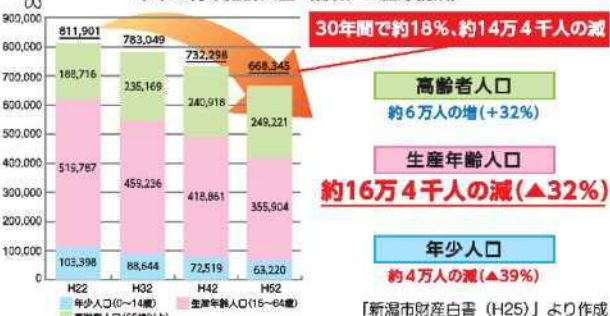 900,000
800,000
700,000
600,000
500,000
400,000
300,000
200,000
100,000
0
811,901
783,049
732,298
668,345
188,716
235,169
240,918
249,221
519,787
459,236
418,861
355,904
103,398
88,644
72,519
63,220
H22
H32
H42
H52
年少人口(0～14歳)
生産年齢人口(15～64歳)
30年間で約18%、約14万4千人の減
高齢者人口
約6万人の増(+32%)
生産年齢人口
約16万4千人の減(▲32%)
年少人口
約4万人の減(▲39%)
「新潟市財産白書（H25)」より作成